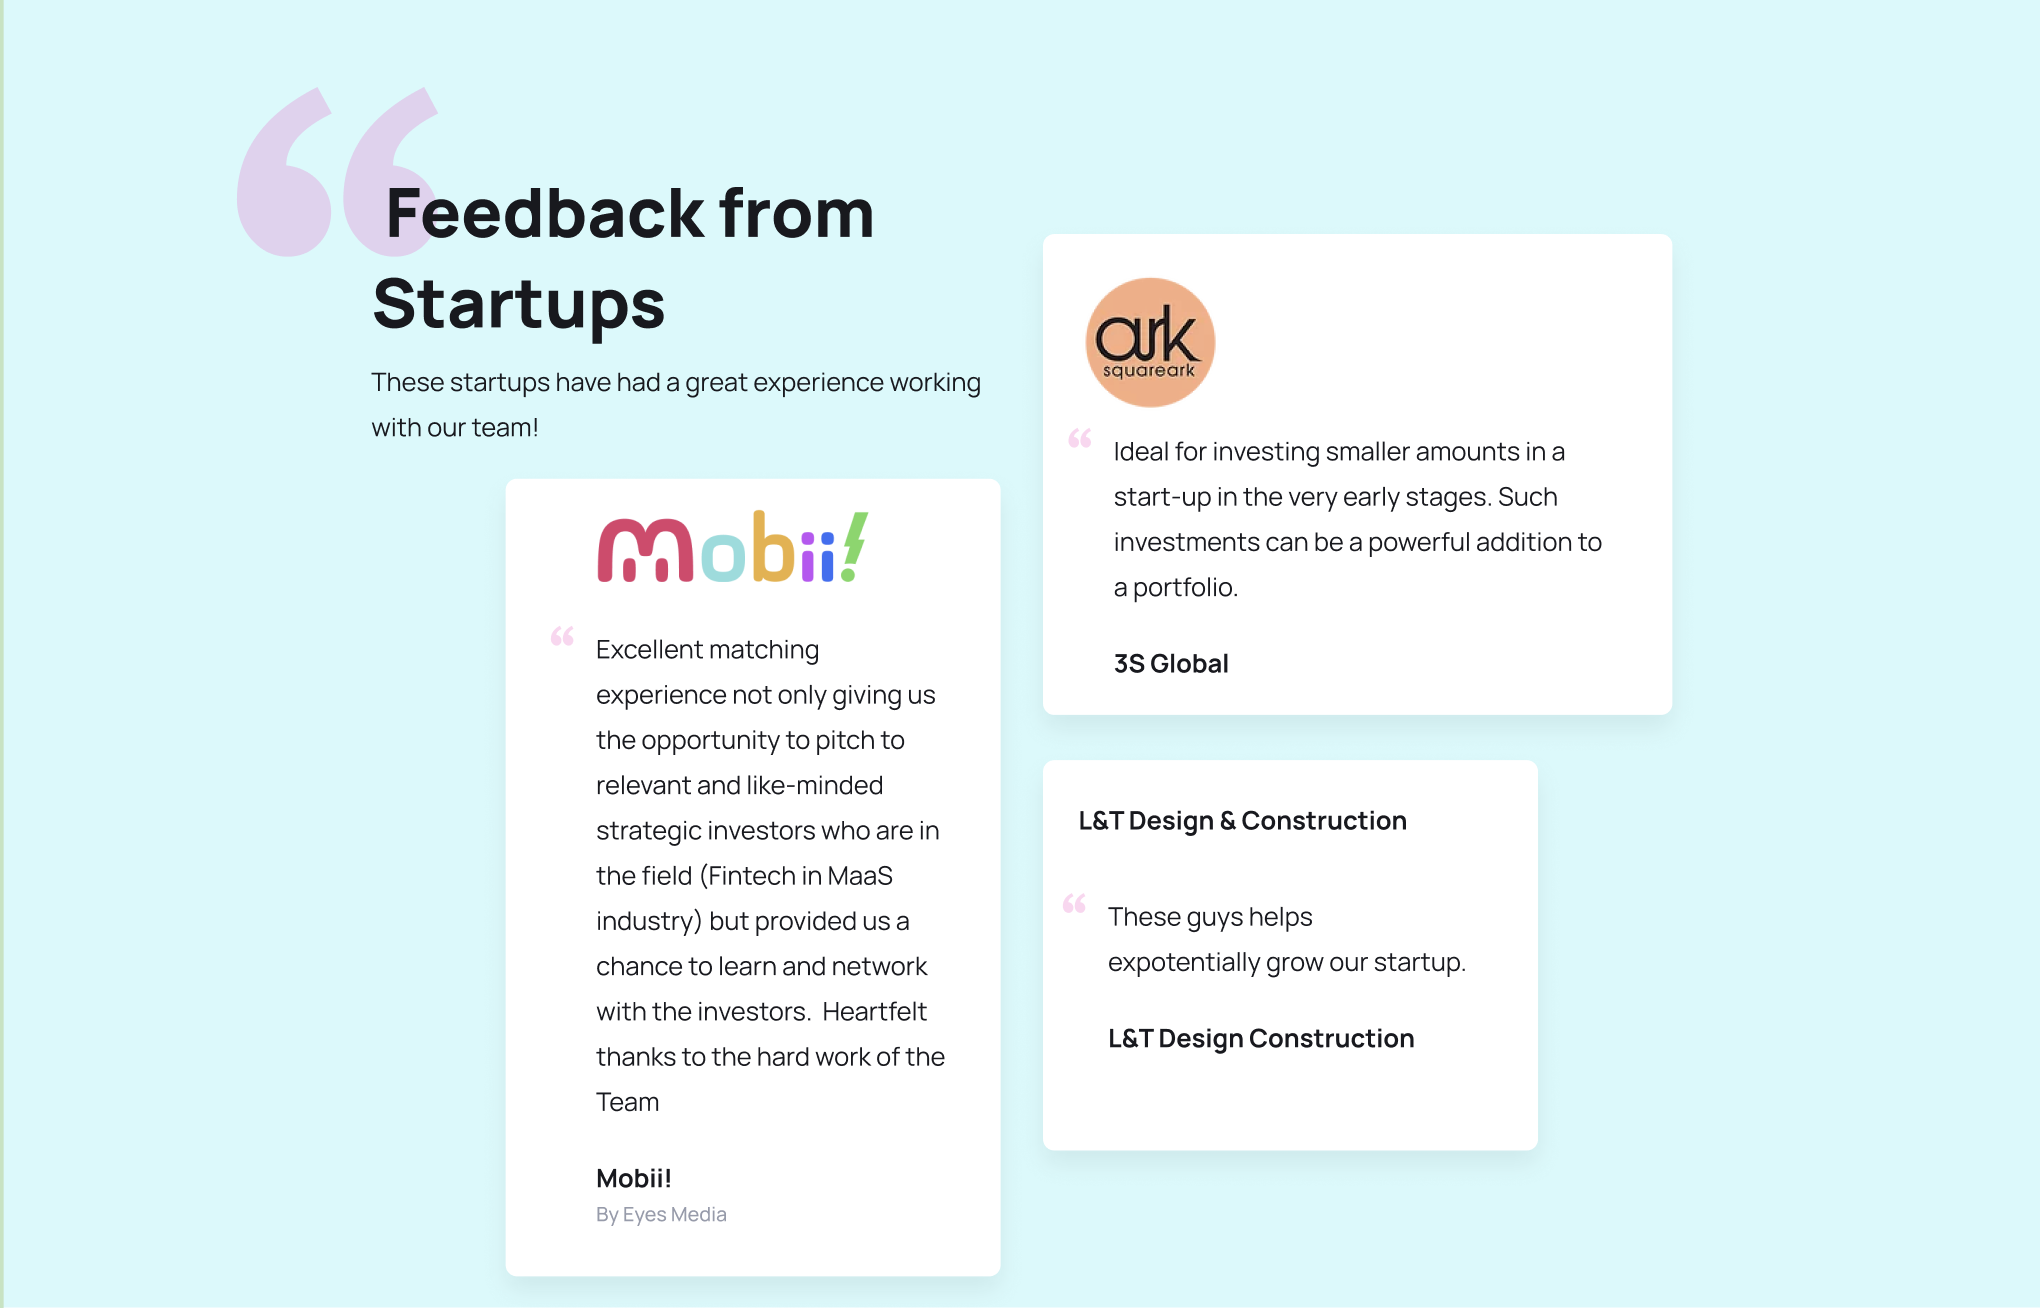 Feedback from
Startups
These startups have had a great experience working
with our team!
mobii!
Excellent matching
experience not only giving us
the opportunity to pitch to
relevant and like-minded
strategic investors who are in
the field (Fintech in MaaS
industry) but provided us a
chance to learn and network
with the investors.  Heartfelt
thanks to the hard work of the
Team
Mobii!
By Eyes Media
ark
squareark
Ideal for investing smaller amounts in a
start-up in the very early stages. Such
investments can be a powerful addition to
a portfolio.
3S Global
L&T Design & Construction
These guys helps
expotentially grow our startup.
L&T Design Construction